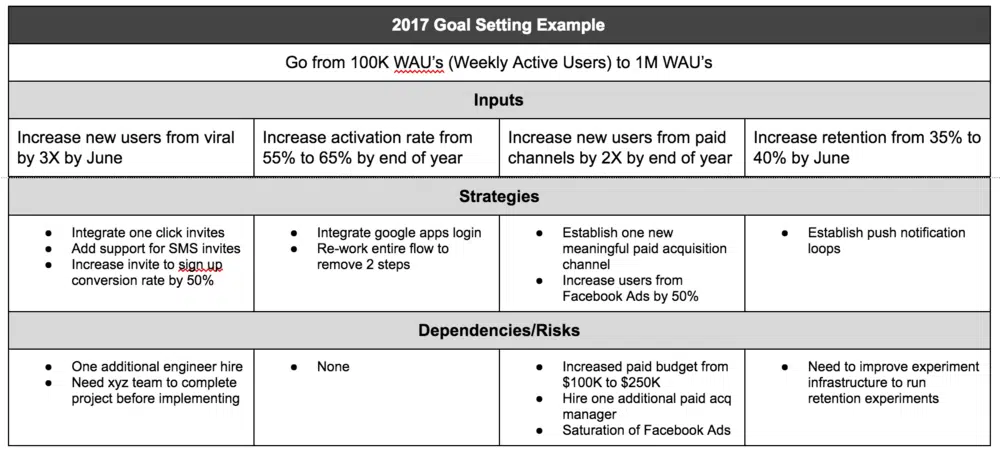 2017 Goal Setting Example
Go from 100K WAU's (Weekly Active Users) to 1M WAU's
Inputs
Increase new users from viral
by 3X by June
Increase activation rate from
55% to 65% by end of year
Increase new users from paid
channels by 2X by end of year
Increase retention from 35% to
40% by June
Strategies
● Integrate one click invites
● Add support for SMS invites
● Increase invite to sign up
conversion rate by 50%
● Integrate google apps login
● Re-work entire flow to
remove 2 steps
● Establish one new
meaningful paid acquisition
channel
● Increase users from
Facebook Ads by 50%
● Establish push notification
loops
Dependencies/Risks
● One additional engineer hire
● Need xyz team to complete
project before implementing
● None
● Increased paid budget from
$100K to $250K
● Hire one additional paid acq
manager
● Saturation of Facebook Ads
● Need to improve experiment
infrastructure to run
retention experiments